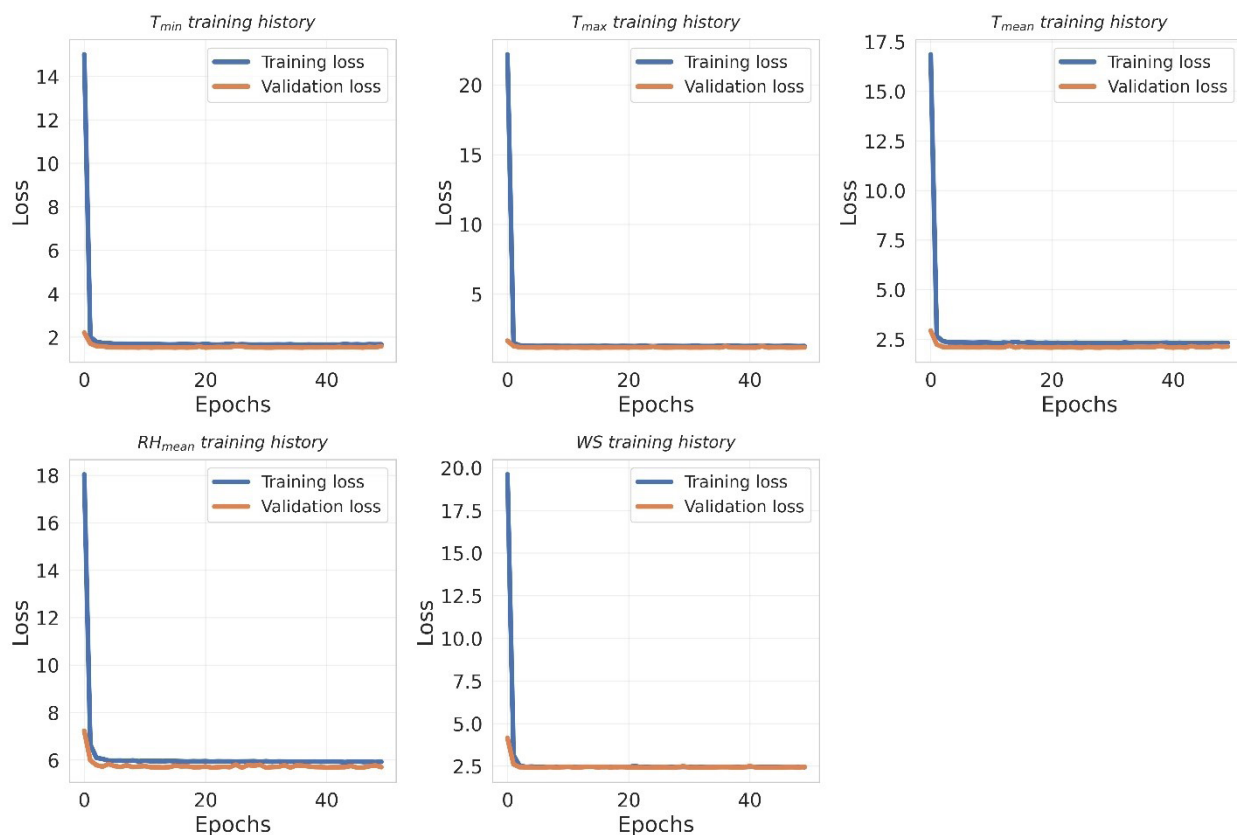 T_min training history
Loss
14
12
10
8
6
4
2
0
20
40
Epochs
Training loss
Validation loss
T_max training history
Loss
20
15
10
5
0
20
40
Epochs
Training loss
Validation loss
T_mean training history
Loss
17.5
15.0
12.5
10.0
7.5
5.0
2.5
0
20
40
Epochs
Training loss
Validation loss
RH_mean training history
Loss
18
16
14
12
10
8
6
0
20
40
Epochs
Training loss
Validation loss
WS training history
Loss
20.0
17.5
15.0
12.5
10.0
7.5
5.0
2.5
0
20
40
Epochs
Training loss
Validation loss